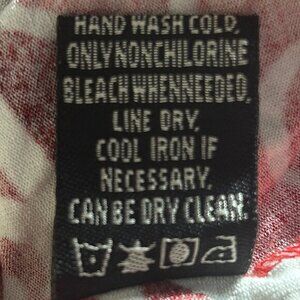 HAND WASH COLD,
ONLY NONCHILORINE
BLEACH WHENNEEDED,
LINE DRY,
COOL IRON IF
NECESSARY,
CAN BE DRY CLEAN.